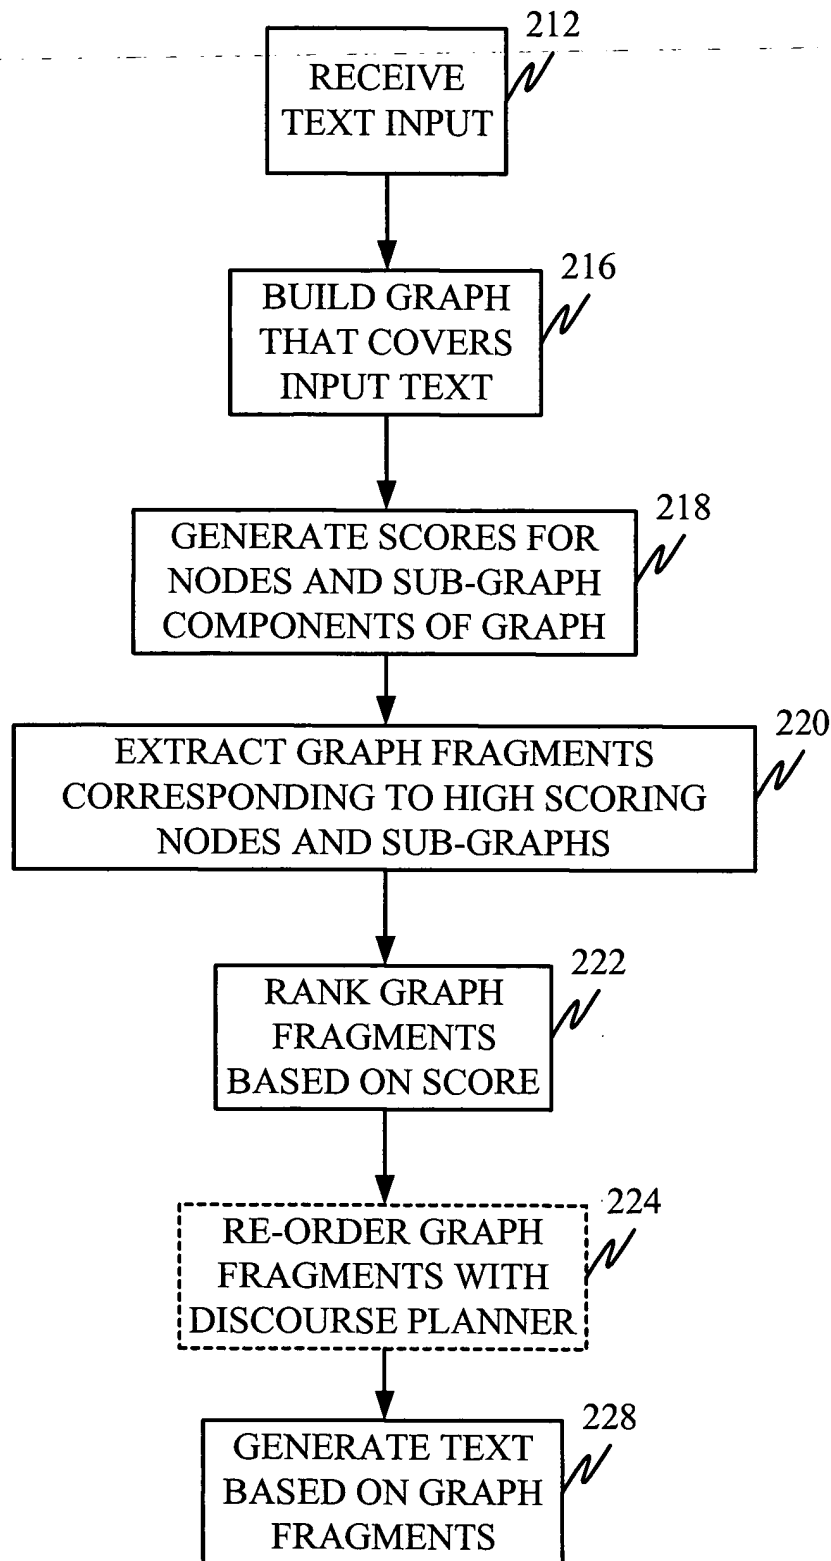 212
RECEIVE
TEXT INPUT
216
BUILD GRAPH
THAT COVERS
INPUT TEXT
218
GENERATE SCORES FOR
NODES AND SUB-GRAPH
COMPONENTS OF GRAPH
220
EXTRACT GRAPH FRAGMENTS
CORRESPONDING TO HIGH SCORING
NODES AND SUB-GRAPHS
222
RANK GRAPH
FRAGMENTS
BASED ON SCORE
224
RE-ORDER GRAPH
FRAGMENTS WITH
DISCOURSE PLANNER
228
GENERATE TEXT
BASED ON GRAPH
FRAGMENTS